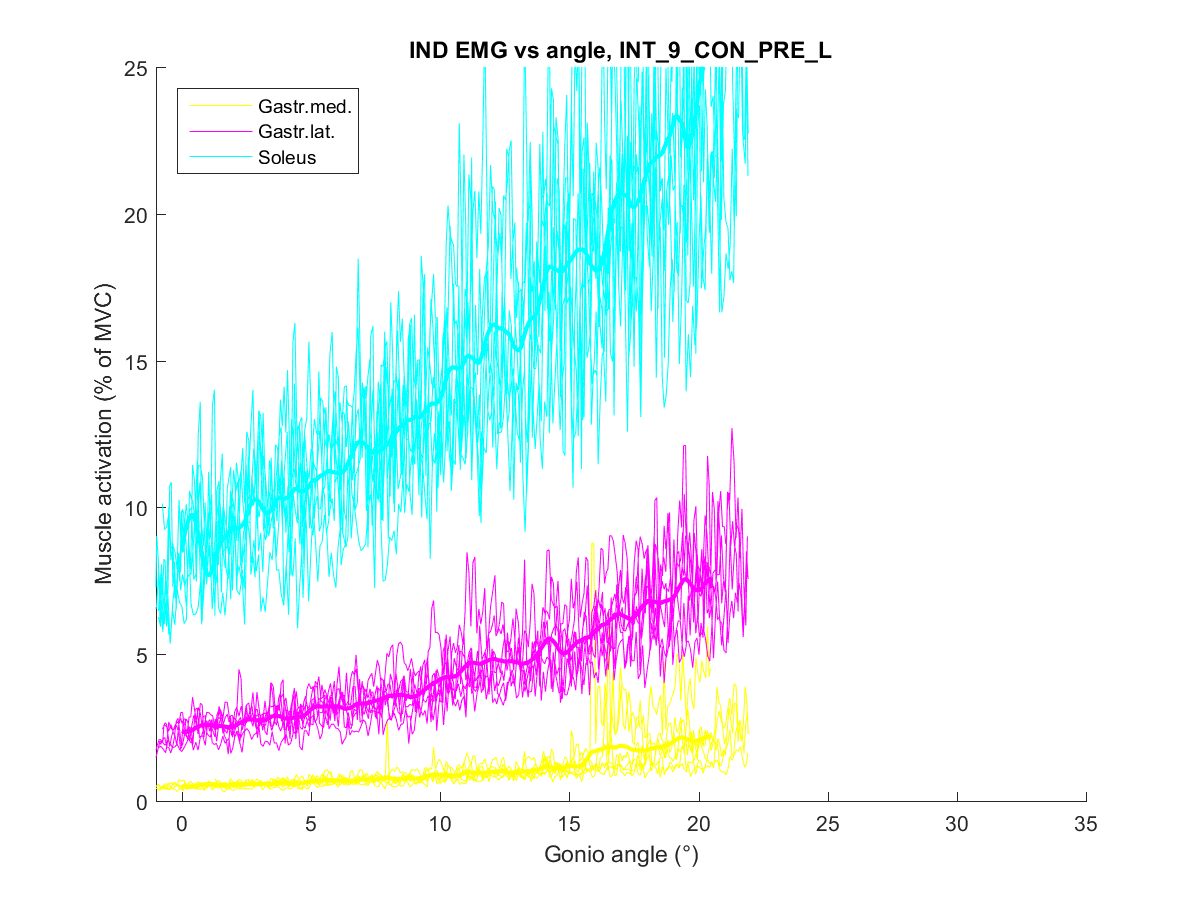 IND EMG vs angle, INT_9_CON_PRE_L
25
20
15
10
5
0
Muscle activation (% of MVC)
Gastr.med.
Gastr.lat.
Soleus
0 5 10 15 20 25 30 35
Gonio angle (°)